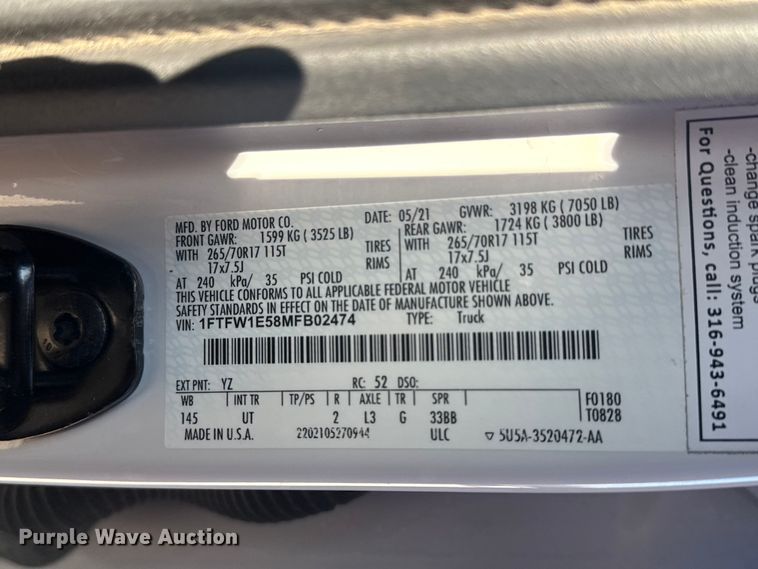 MFD. BY FORD MOTOR CO. DATE: 05/21 GVWR: 3198 KG ( 7050 LB)
FRONT GAWR: 1599 KG ( 3525 LB) REAR GAWR: 1724 KG ( 3800 LB)
WITH 265/70R17 115T TIRES WITH 265/70R17 115T TIRES
17x7.5J RIMS 17x7.5J RIMS
AT 240 kPa/ 35 PSI COLD AT 240 kPa/ 35 PSI COLD
THIS VEHICLE CONFORMS TO ALL APPLICABLE FEDERAL MOTOR VEHICLE
SAFETY STANDARDS IN EFFECT ON THE DATE OF MANUFACTURE SHOWN ABOVE.
VIN: 1FTFW1E58MFB02474 TYPE: Truck
EXT PNT: YZ RC: 52 DSO:
WB INT TR TP/PS R AXLE TR SPR F0180
145 UT 2 L3 G 33BB T0828
MADE IN U.S.A. 2202105270944 ULC ▽ 5U5A-3520472-AA
-change spark plugs
-clean induction system
For Questions, call: 316-943-6491
Purple Wave Auction